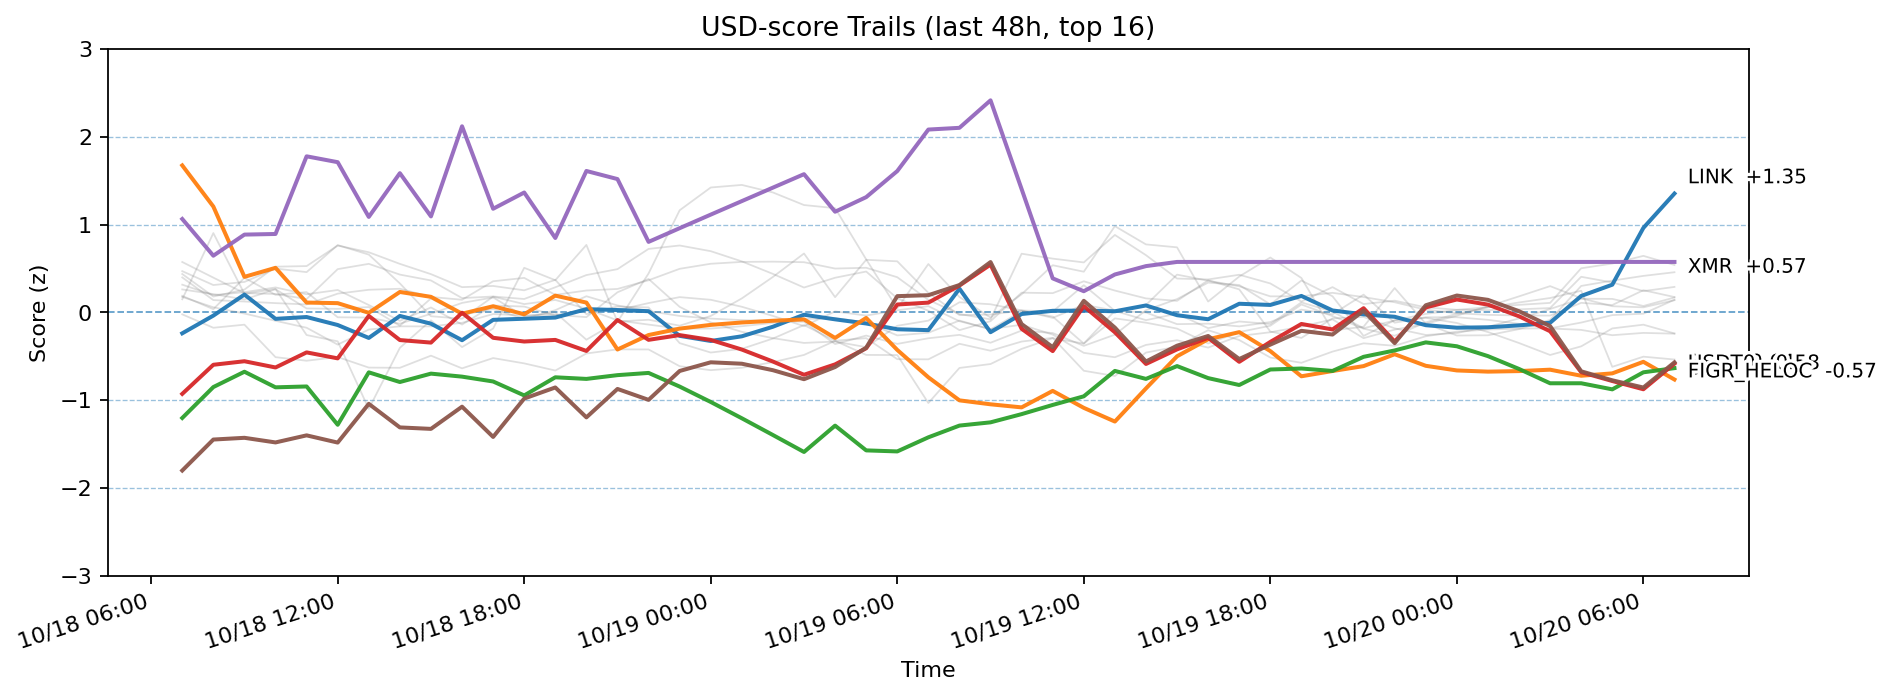 USD-score Trails (last 48h, top 16)
Score (z)
3
2
1
0
−1
−2
−3
LINK +1.35
XMR +0.57
FIGR_HELOC -0.57
10/18 06:00
10/18 12:00
10/18 18:00
10/19 00:00
10/19 06:00
10/19 12:00
10/19 18:00
10/20 00:00
10/20 06:00
Time